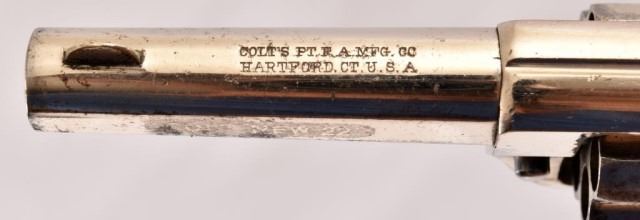 COLT'S PT. F. A. MFG. CO
HARTFORD. CT. U. S. A